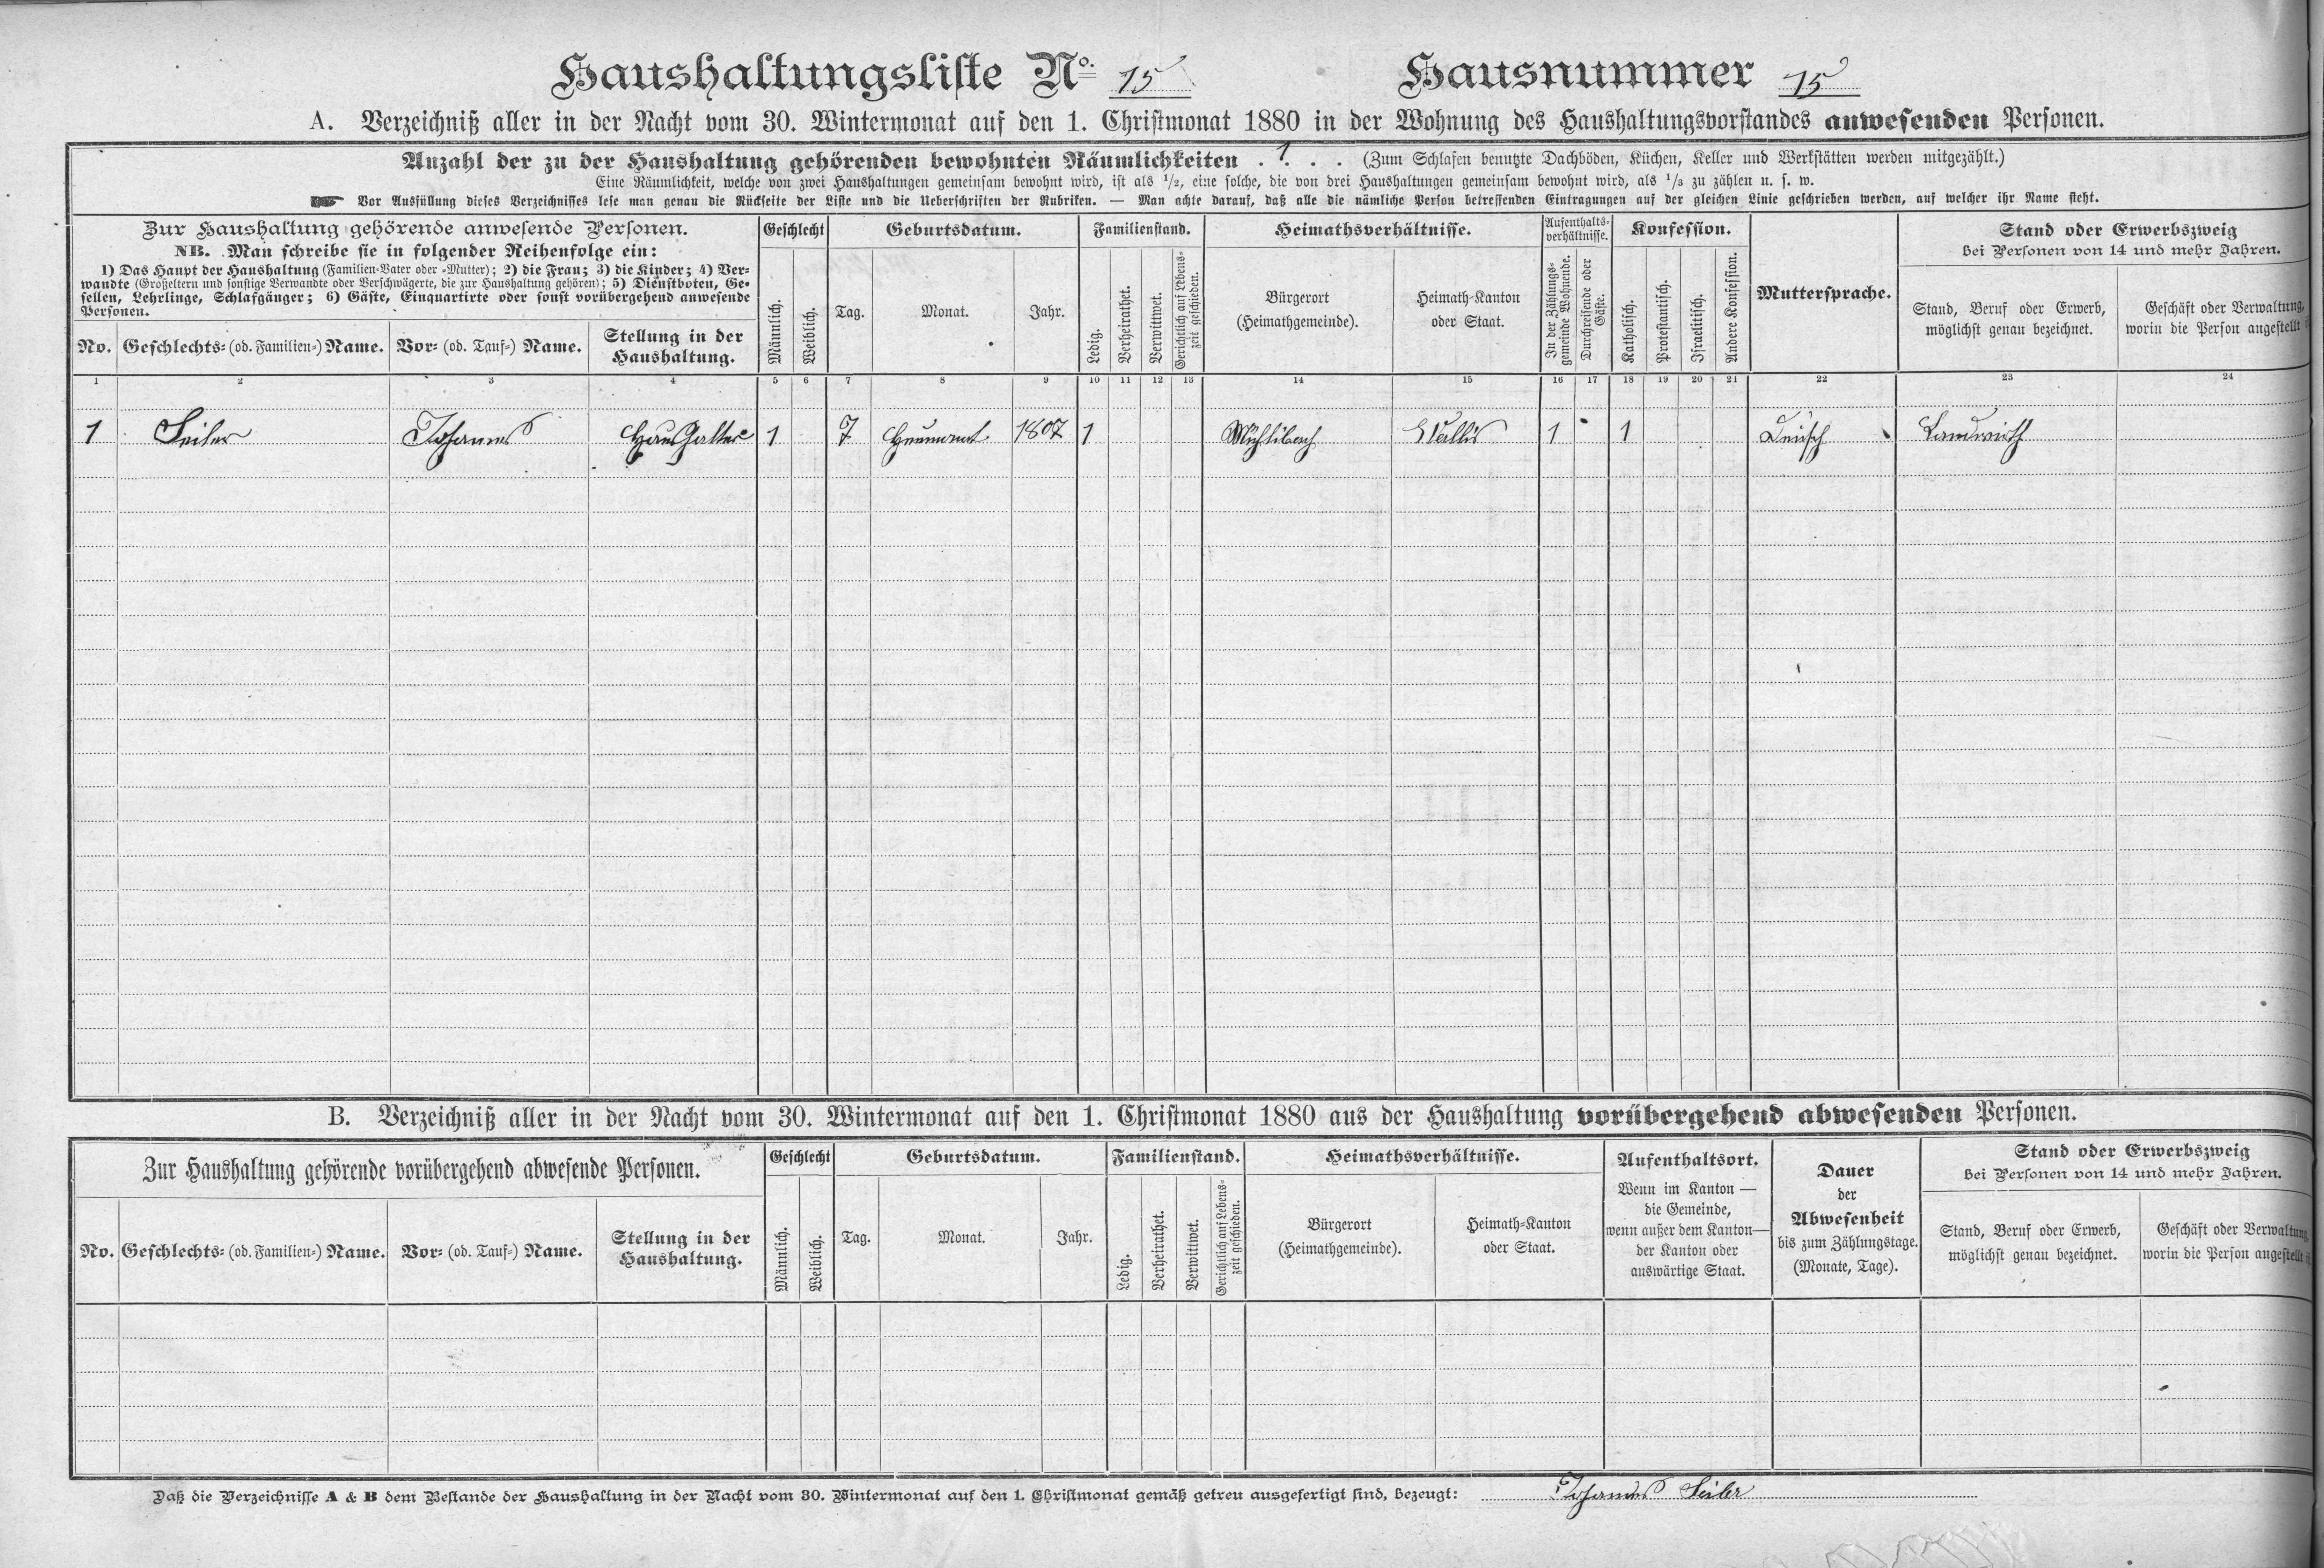 Haushaltungsliste No. 15 Hausnummer 15
A. Verzeichniß aller in der Nacht vom 30. Wintermonat auf den 1. Christmonat 1880 in der Wohnung des Haushaltungsvorstandes anwesenden Personen.
Anzahl der zu der Haushaltung gehörenden bewohnten Räumlichkeiten . 1 . . (Zum Schlafen benutzte Dachböden, Küchen, Keller und Werkstätten werden mitgezählt.)
Eine Räumlichkeit, welche von zwei Haushaltungen gemeinsam bewohnt wird, ist als 1/2, eine solche, die von drei Haushaltungen gemeinsam bewohnt wird, als 1/3 zu zählen u. s. w.
Vor Ausfüllung dieses Verzeichnisses lese man genau die Rückseite der Liste und die Ueberschriften der Rubriken. — Man achte darauf, daß alle die nämliche Person betreffenden Eintragungen auf der gleichen Linie geschrieben werden, auf welcher ihr Name steht.
Zur Haushaltung gehörende anwesende Personen.
NB. Man schreibe sie in folgender Reihenfolge ein:
1) Das Haupt der Haushaltung (Familien-Vater oder -Mutter); 2) die Frau; 3) die Kinder; 4) Ver-
wandte (Großeltern und sonstige Verwandte oder Verschwägerte, die zur Haushaltung gehören); 5) Dienstboten, Ge-
sellen, Lehrlinge, Schlafgänger; 6) Gäste, Einquartirte oder sonst vorübergehend anwesende
Personen.
No. Geschlechts- (od. Familien-) Name. Vor- (od. Tauf-) Name. Stellung in der
Haushaltung.
Geschlecht
Männlich.
Weiblich.
Geburtsdatum.
Tag. Monat. Jahr.
Familienstand.
Ledig.
Verheirathet.
Verwittwet.
Gerichtlich auf Lebens-
zeit geschieden.
Heimathsverhältnisse.
Bürgerort
(Heimathgemeinde).
Heimath-Kanton
oder Staat.
Aufenthalts-
verhältnisse.
In der Zählungs-
gemeinde Wohnende.
Durchreisende oder
Gäste.
Konfession.
Katholisch.
Protestantisch.
Israelitisch.
Andere Konfession.
Muttersprache.
Stand oder Erwerbszweig
bei Personen von 14 und mehr Jahren.
Stand, Beruf oder Erwerb,
möglichst genau bezeichnet.
Geschäft oder Verwaltung,
worin die Person angestellt
1 2 3 4 5 6 7 8 9 10 11 12 13 14 15 16 17 18 19 20 21 22 23 24
1 Seiler Johannes Haushalter 1 7 Heumonat 1807 1 Mühlibach Wallis 1 1 Deutsch Landwirth
B. Verzeichniß aller in der Nacht vom 30. Wintermonat auf den 1. Christmonat 1880 aus der Haushaltung vorübergehend abwesenden Personen.
Zur Haushaltung gehörende vorübergehend abwesende Personen.
No. Geschlechts- (od. Familien-) Name. Vor- (od. Tauf-) Name. Stellung in der
Haushaltung.
Geschlecht
Männlich.
Weiblich.
Geburtsdatum.
Tag. Monat. Jahr.
Familienstand.
Ledig.
Verheirathet.
Verwittwet.
Gerichtlich auf Lebens-
zeit geschieden.
Heimathsverhältnisse.
Bürgerort
(Heimathgemeinde).
Heimath-Kanton
oder Staat.
Aufenthaltsort.
Wenn im Kanton —
die Gemeinde,
wenn außer dem Kanton —
der Kanton oder
auswärtige Staat.
Dauer
der
Abwesenheit
bis zum Zählungstage.
(Monate, Tage).
Stand oder Erwerbszweig
bei Personen von 14 und mehr Jahren.
Stand, Beruf oder Erwerb,
möglichst genau bezeichnet.
Geschäft oder Verwaltung,
worin die Person angestellt
Daß die Verzeichnisse A & B dem Bestande der Haushaltung in der Nacht vom 30. Wintermonat auf den 1. Christmonat gemäß getreu ausgefertigt sind, bezeugt: Johannes Seiler